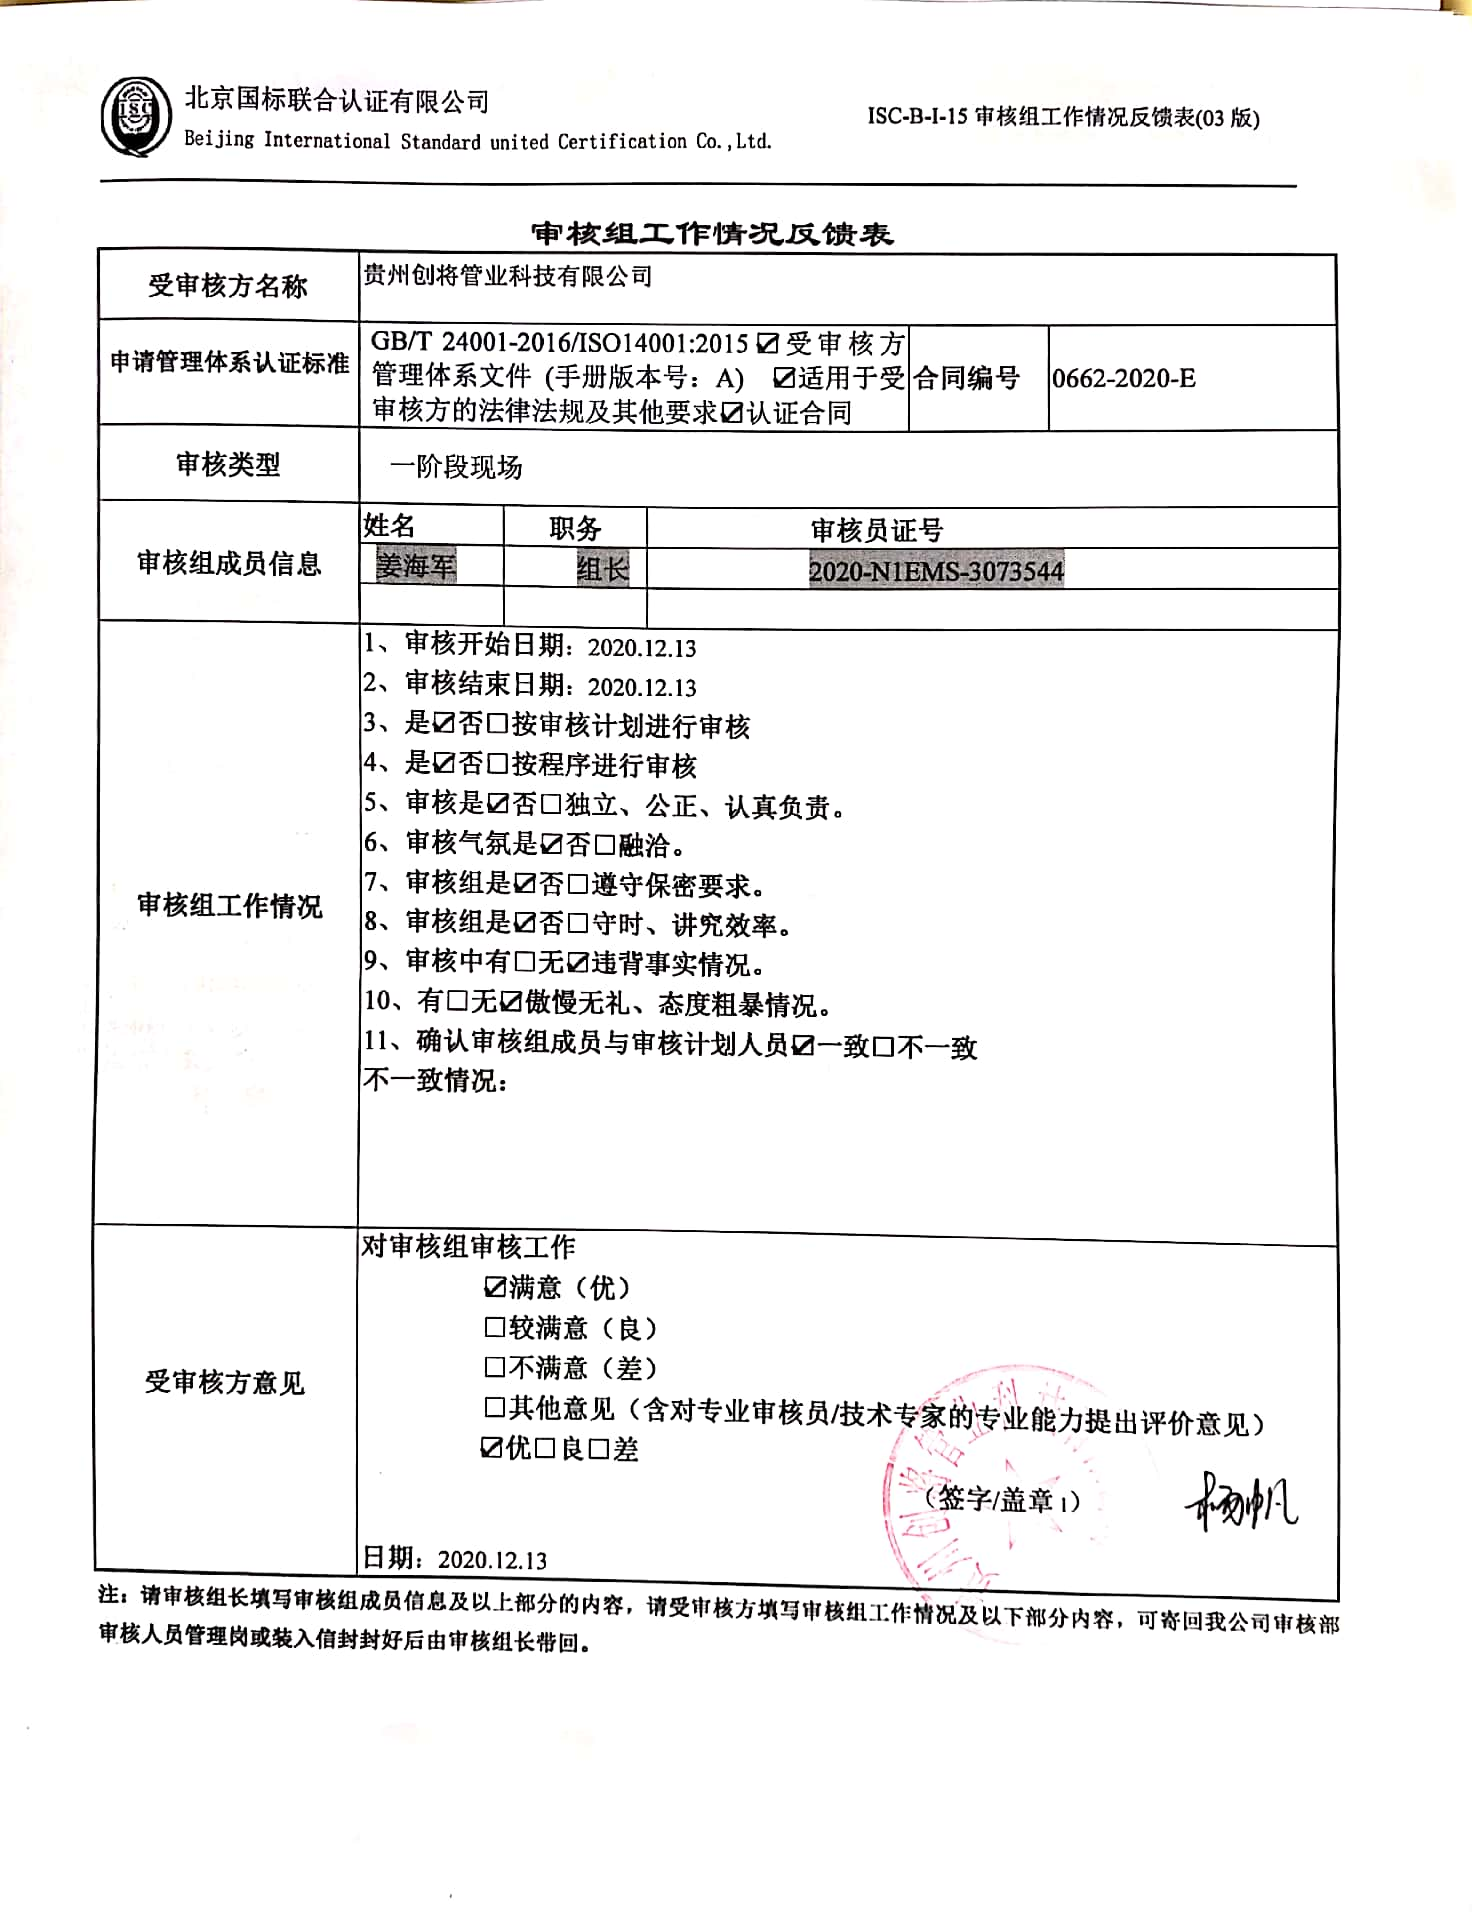 ISC
北京国标联合认证有限公司
Beijing International Standard united Certification Co.,Ltd.
ISC-B-I-15 审核组工作情况反馈表(03 版)
审核组工作情况反馈表
受审核方名称
贵州创将管业科技有限公司
申请管理体系认证标准
GB/T 24001-2016/ISO14001:2015☑受审核方
管理体系文件 (手册版本号：A) ☑适用于受
审核方的法律法规及其他要求☑认证合同
合同编号
0662-2020-E
审核类型
一阶段现场
审核组成员信息
姓名 职务 审核员证号
姜海军 组长 2020-N1EMS-3073544
审核组工作情况
1、审核开始日期：2020.12.13
2、审核结束日期：2020.12.13
3、是☑否□按审核计划进行审核
4、是☑否□按程序进行审核
5、审核是☑否□独立、公正、认真负责。
6、审核气氛是☑否□融洽。
7、审核组是☑否□遵守保密要求。
8、审核组是☑否□守时、讲究效率。
9、审核中有□无☑违背事实情况。
10、有□无☑傲慢无礼、态度粗暴情况。
11、确认审核组成员与审核计划人员☑一致□不一致
不一致情况：
受审核方意见
对审核组审核工作
☑满意（优）
□较满意（良）
□不满意（差）
□其他意见（含对专业审核员/技术专家的专业能力提出评价意见）
☑优□良□差
（签字/盖章）
杨帆
日期：2020.12.13
注：请审核组长填写审核组成员信息及以上部分的内容，请受审核方填写审核组工作情况及以下部分内容，可寄回我公司审核部
审核人员管理岗或装入信封封好后由审核组长带回。